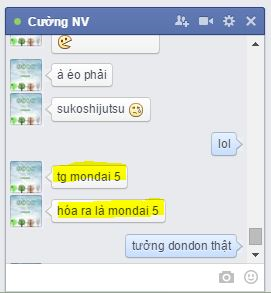 Cường NV
à éo phải
sukoshijutsu
lol
tg mondai 5
hóa ra là mondai 5
tưởng dondon thật